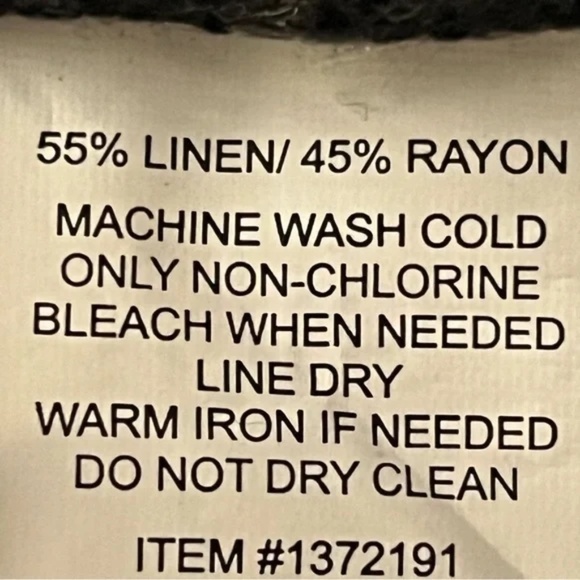 55% LINEN/ 45% RAYON
MACHINE WASH COLD
ONLY NON-CHLORINE
BLEACH WHEN NEEDED
LINE DRY
WARM IRON IF NEEDED
DO NOT DRY CLEAN
ITEM #1372191